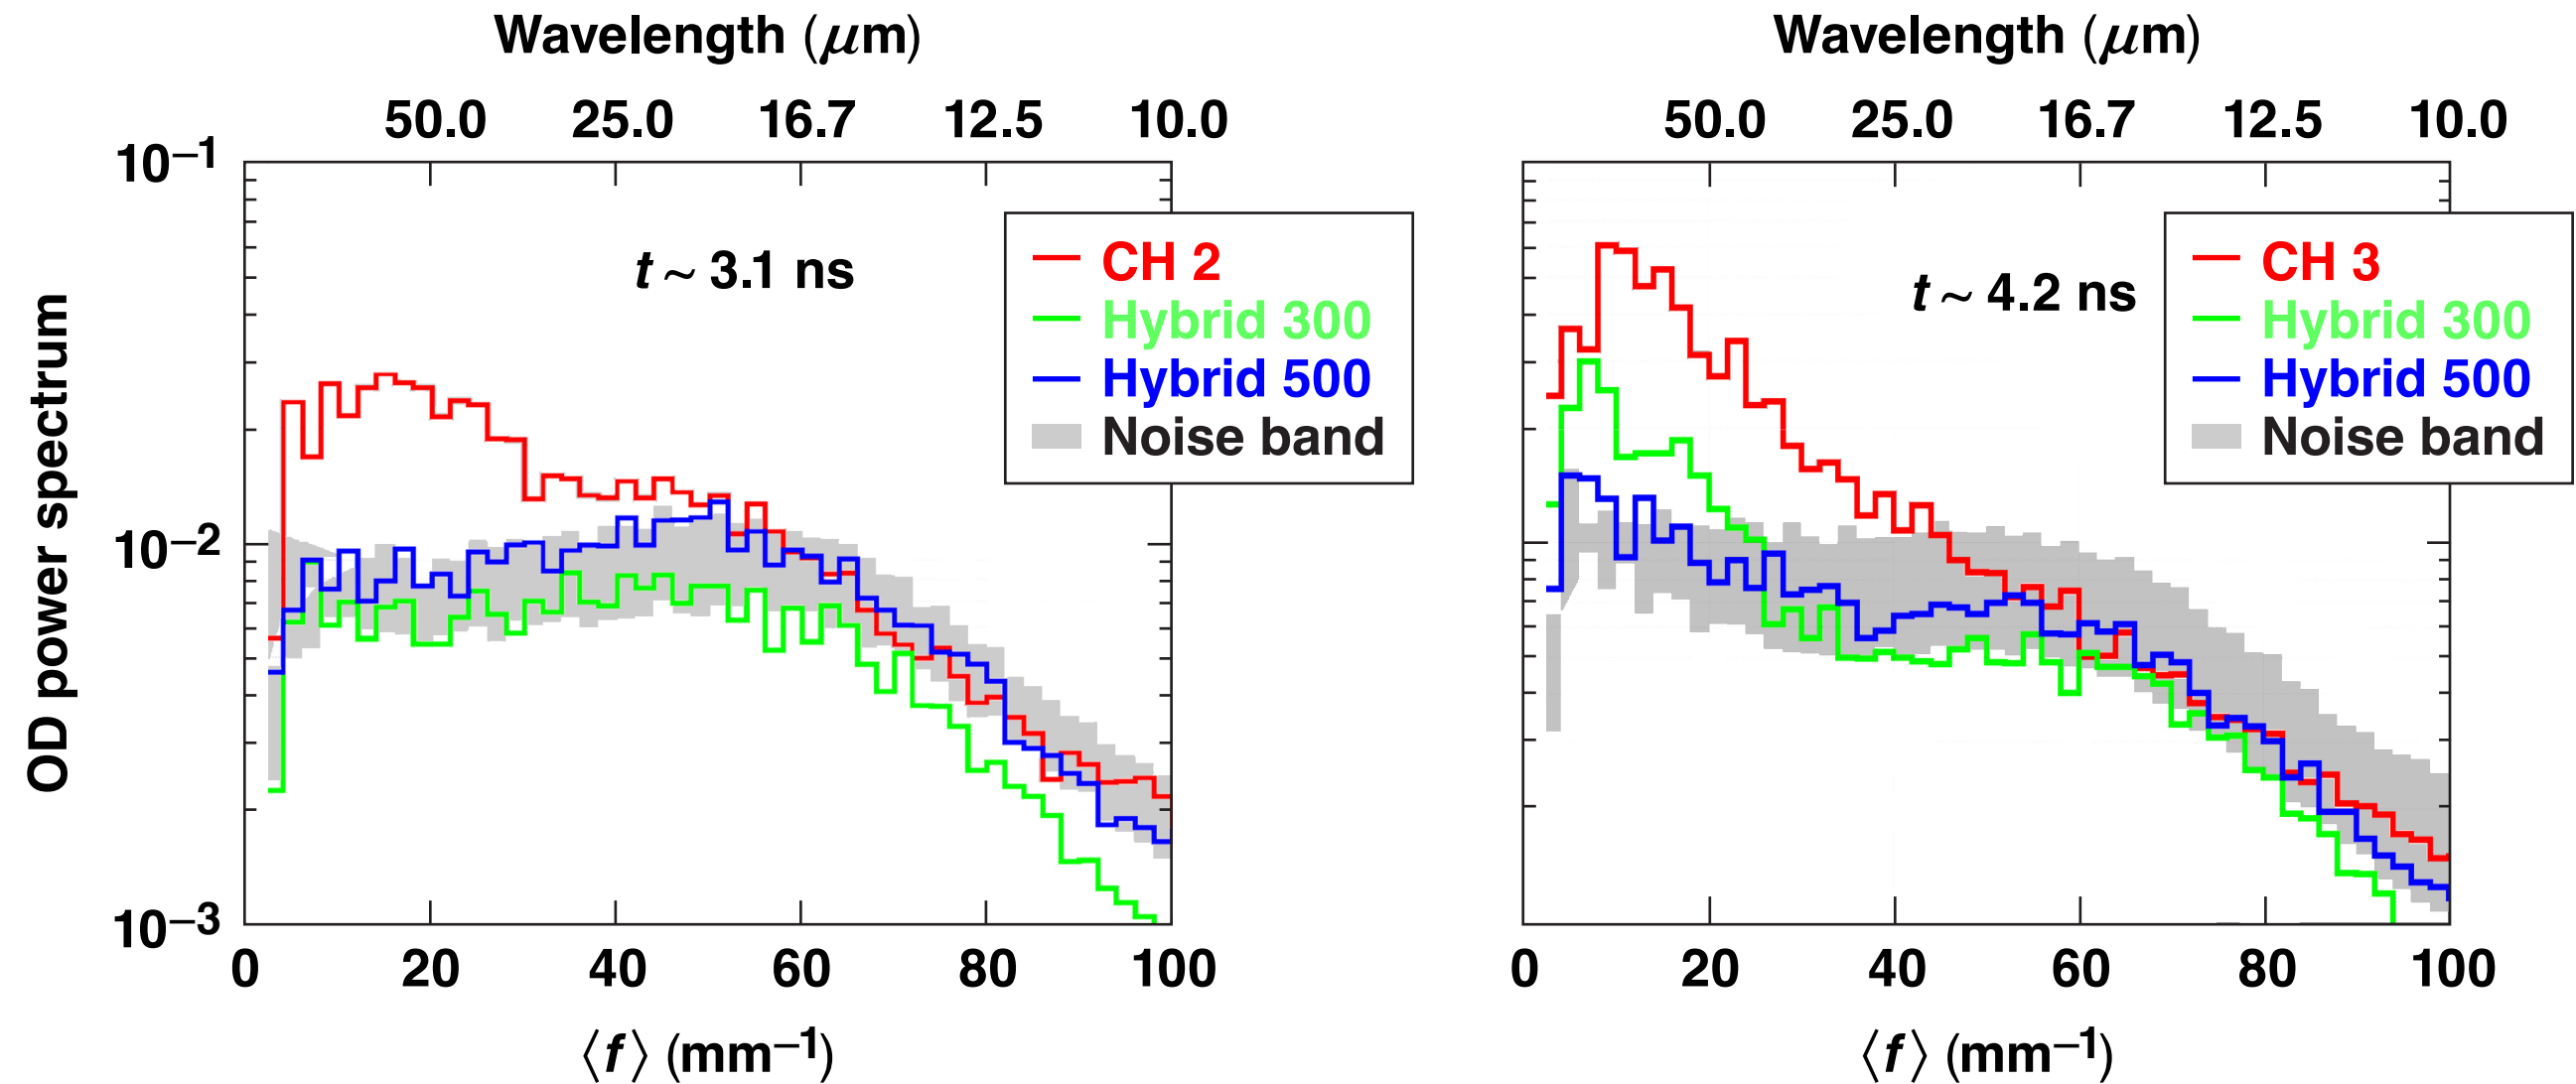 Wavelength (μm)
50.0 25.0 16.7 12.5 10.0
10–1
10–2
10–3
OD power spectrum
t ~ 3.1 ns
CH 2
Hybrid 300
Hybrid 500
Noise band
0 20 40 60 80 100
⟨f⟩ (mm–1)
Wavelength (μm)
50.0 25.0 16.7 12.5 10.0
t ~ 4.2 ns
CH 3
Hybrid 300
Hybrid 500
Noise band
0 20 40 60 80 100
⟨f⟩ (mm–1)